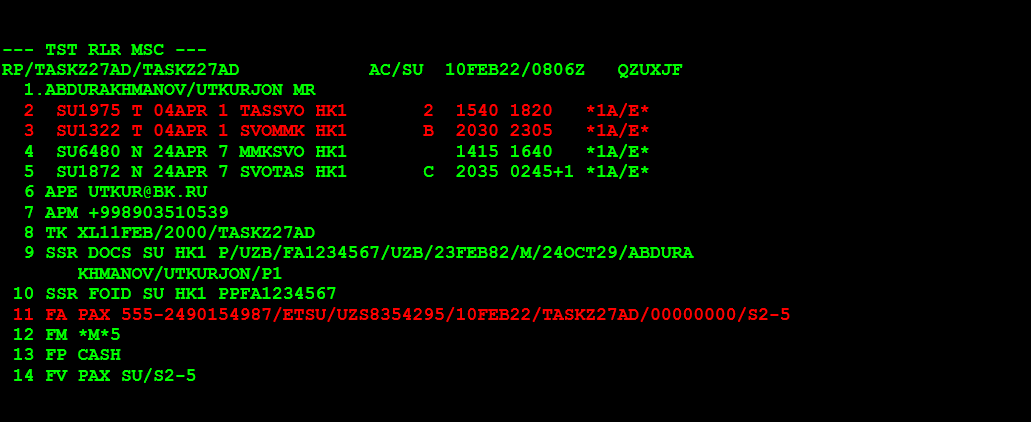 --- TST RLR MSC ---
RP/TASKZ27AD/TASKZ27AD            AC/SU  10FEB22/0806Z   QZUXJF
  1.ABDURAKHMANOV/UTKURJON MR
  2  SU1975 T 04APR 1 TASSVO HK1       2  1540 1820   *1A/E*
  3  SU1322 T 04APR 1 SVOMMK HK1       B  2030 2305   *1A/E*
  4  SU6480 N 24APR 7 MMKSVO HK1          1415 1640   *1A/E*
  5  SU1872 N 24APR 7 SVOTAS HK1       C  2035 0245+1 *1A/E*
  6 APE UTKUR@BK.RU
  7 APM +998903510539
  8 TK XL11FEB/2000/TASKZ27AD
  9 SSR DOCS SU HK1 P/UZB/FA1234567/UZB/23FEB82/M/24OCT29/ABDURA
       KHMANOV/UTKURJON/P1
 10 SSR FOID SU HK1 PPFA1234567
 11 FA PAX 555-2490154987/ETSU/UZS8354295/10FEB22/TASKZ27AD/00000000/S2-5
 12 FM *M*5
 13 FP CASH
 14 FV PAX SU/S2-5